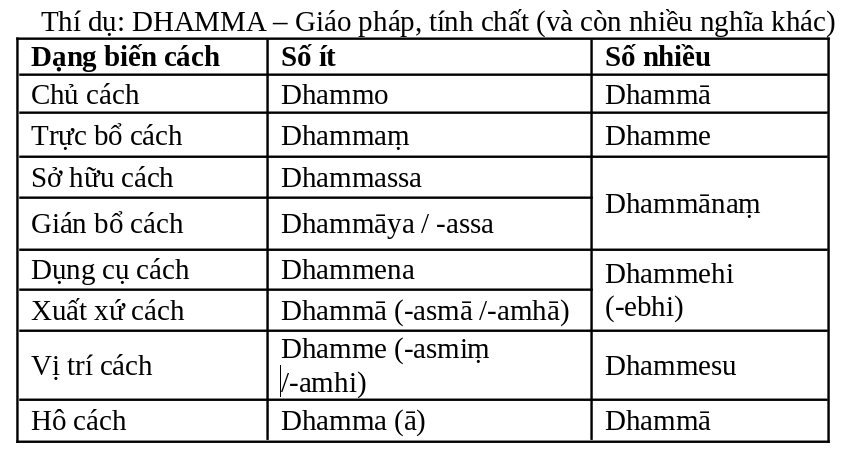 Thí dụ: DHAMMA – Giáo pháp, tính chất (và còn nhiều nghĩa khác)
Dạng biến cách Số ít Số nhiều
Chủ cách Dhammo Dhammā
Trực bổ cách Dhammaṃ Dhamme
Sở hữu cách Dhammassa
Dhammānaṃ
Gián bổ cách Dhammāya / -assa
Dụng cụ cách Dhammena Dhammehi
(-ebhi)
Xuất xứ cách Dhammā (-asmā /-amhā)
Vị trí cách Dhamme (-asmiṃ
/-amhi) Dhammesu
Hô cách Dhamma (ā) Dhammā